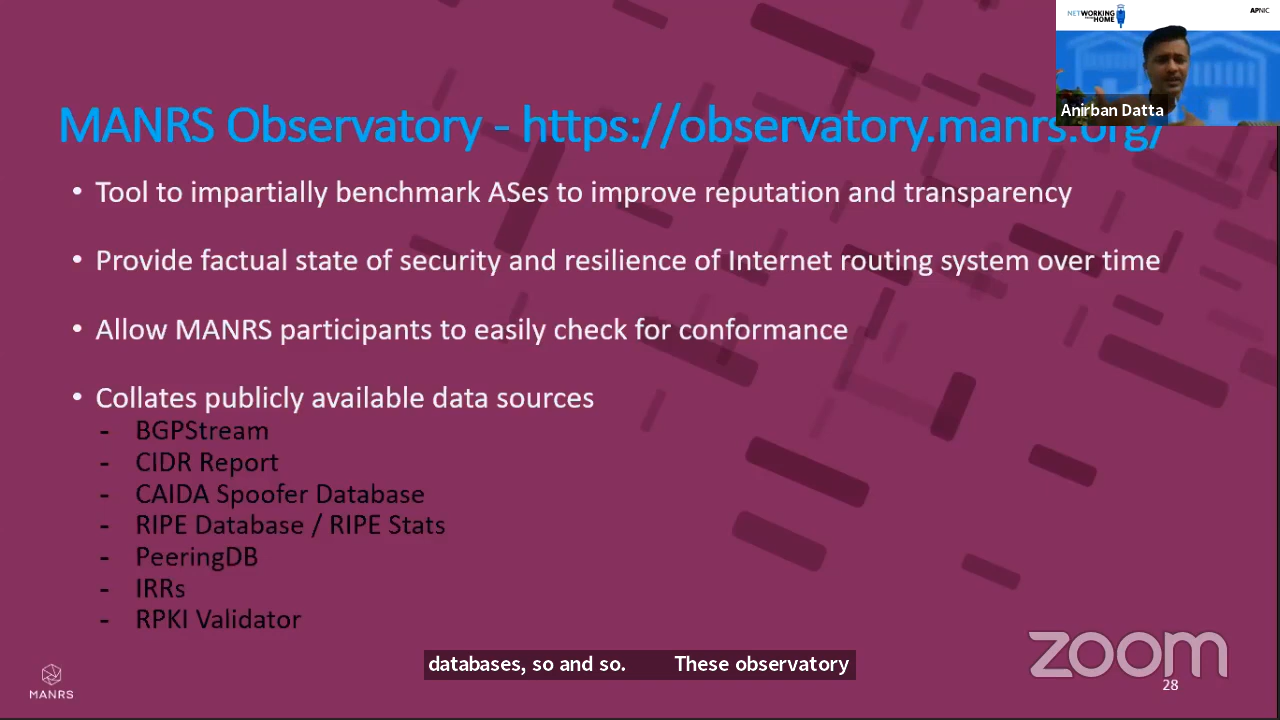 NETWORKING
FROM HOME
APNIC
Anirban Datta
MANRS Observatory - https://observatory.manrs.org/
• Tool to impartially benchmark ASes to improve reputation and transparency
• Provide factual state of security and resilience of Internet routing system over time
• Allow MANRS participants to easily check for conformance
• Collates publicly available data sources
- BGPStream
- CIDR Report
- CAIDA Spoofer Database
- RIPE Database / RIPE Stats
- PeeringDB
- IRRs
- RPKI Validator
databases, so and so. These observatory
zoom
28
MANRS